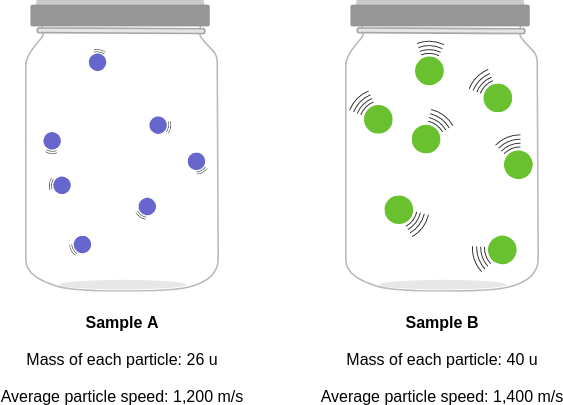 Sample A
Mass of each particle: 26 u
Average particle speed: 1,200 m/s
Sample B
Mass of each particle: 40 u
Average particle speed: 1,400 m/s